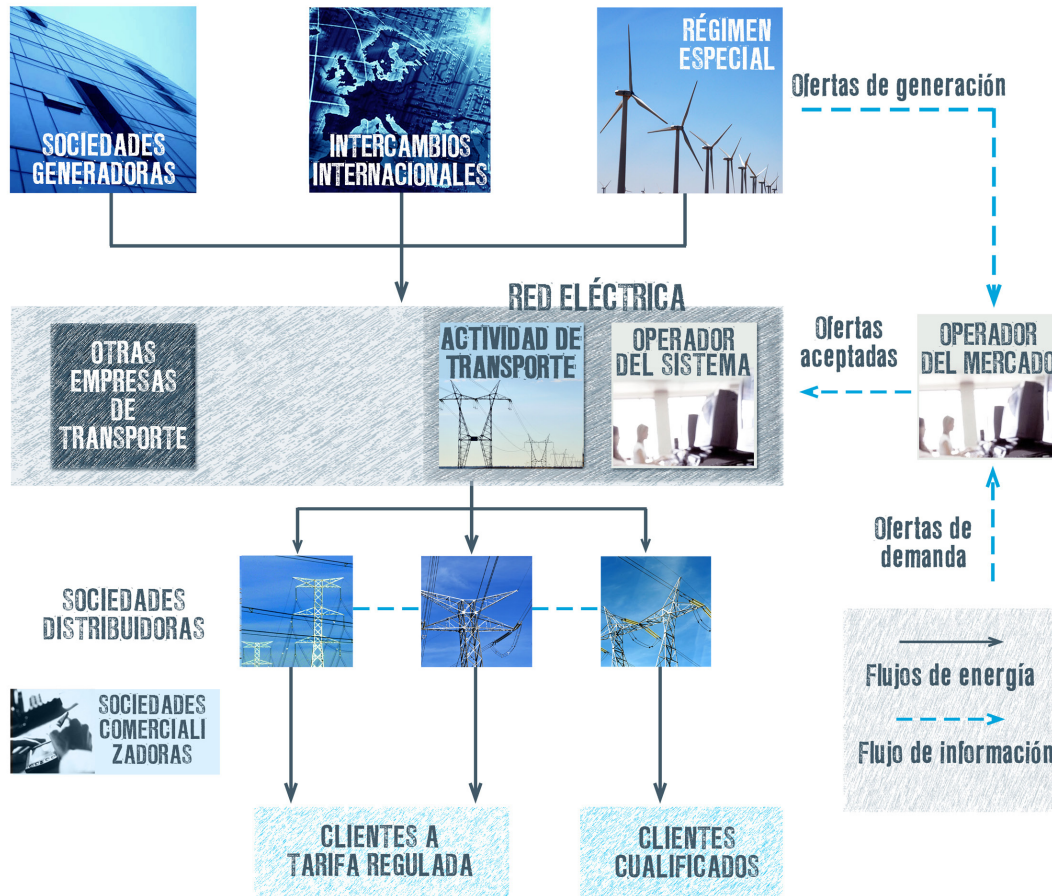 SOCIEDADES
GENERADORAS
INTERCAMBIOS
INTERNACIONALES
RÉGIMEN
ESPECIAL
Ofertas de generación
RED ELÉCTRICA
OTRAS
EMPRESAS
DE
TRANSPORTE
ACTIVIDAD DE
TRANSPORTE
OPERADOR
DEL SISTEMA
Ofertas
aceptadas
OPERADOR
DEL MERCADO
Ofertas de
demanda
SOCIEDADES
DISTRIBUIDORAS
SOCIEDADES
COMERCIALI
ZADORAS
Flujos de energía
Flujo de información
CLIENTES A
TARIFA REGULADA
CLIENTES
CUALIFICADOS